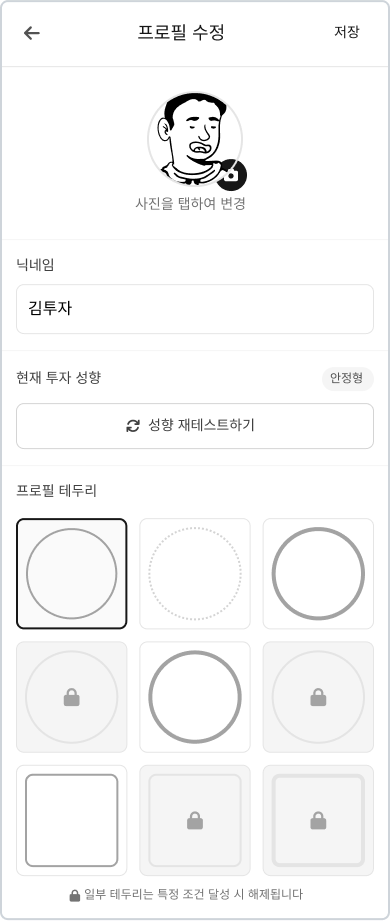 프로필 수정
저장
사진을 탭하여 변경
닉네임
김투자
현재 투자 성향
안정형
성향 재테스트하기
프로필 테두리
일부 테두리는 특정 조건 달성 시 해제됩니다